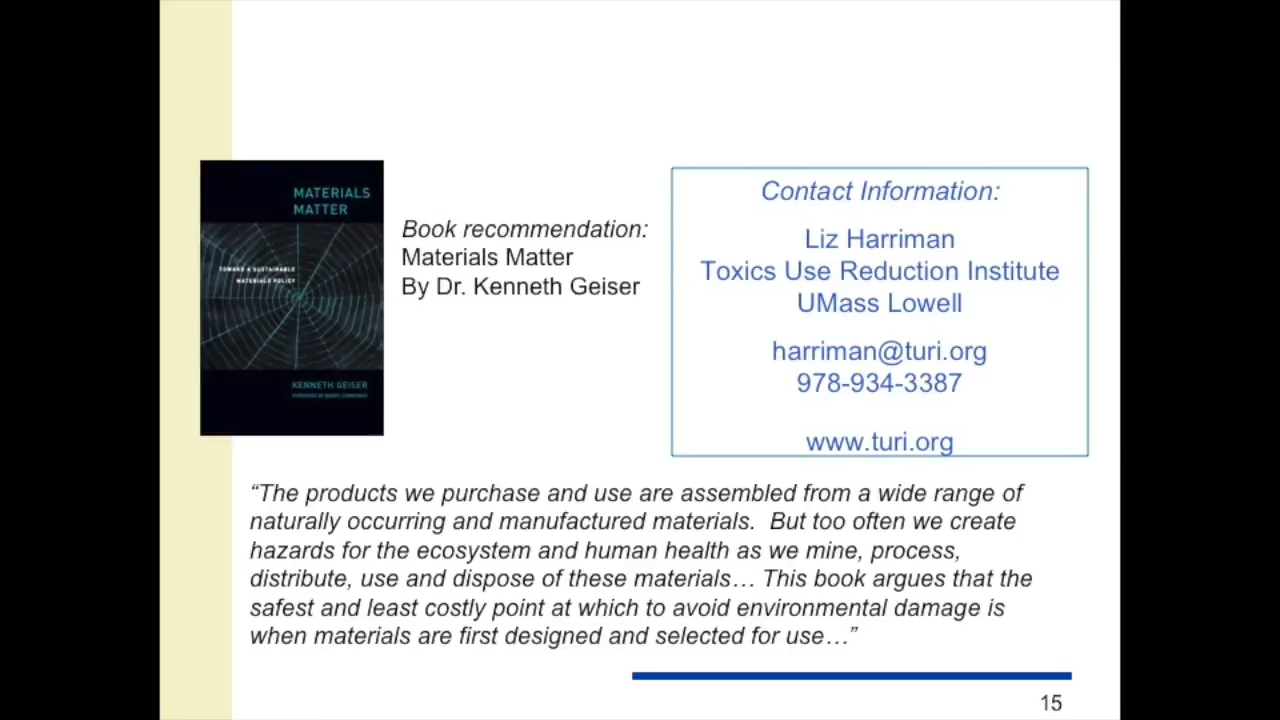 MATERIALS
MATTER
TOWARD A SUSTAINABLE
MATERIALS POLICY
KENNETH GEISER
FOREWORD BY BARRY COMMONER
Book recommendation:
Materials Matter
By Dr. Kenneth Geiser
Contact Information:
Liz Harriman
Toxics Use Reduction Institute
UMass Lowell
harriman@turi.org
978-934-3387
www.turi.org
“The products we purchase and use are assembled from a wide range of
naturally occurring and manufactured materials.  But too often we create
hazards for the ecosystem and human health as we mine, process,
distribute, use and dispose of these materials… This book argues that the
safest and least costly point at which to avoid environmental damage is
when materials are first designed and selected for use…”
15